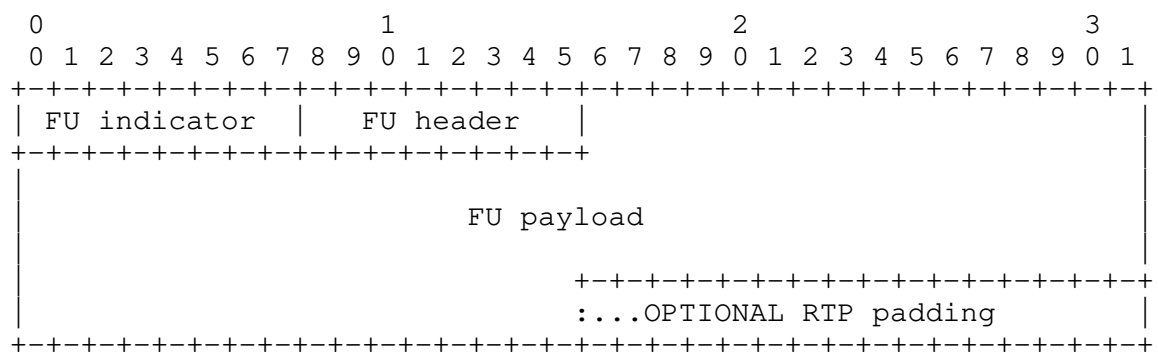 0                   1                   2                   3
 0 1 2 3 4 5 6 7 8 9 0 1 2 3 4 5 6 7 8 9 0 1 2 3 4 5 6 7 8 9 0 1
+-+-+-+-+-+-+-+-+-+-+-+-+-+-+-+-+-+-+-+-+-+-+-+-+-+-+-+-+-+-+-+-+
| FU indicator  |   FU header   |                               |
+-+-+-+-+-+-+-+-+-+-+-+-+-+-+-+-+                               |
|                                                               |
|                         FU payload                            |
|                                                               |
|                               +-+-+-+-+-+-+-+-+-+-+-+-+-+-+-+-+
|                               :...OPTIONAL RTP padding        |
+-+-+-+-+-+-+-+-+-+-+-+-+-+-+-+-+-+-+-+-+-+-+-+-+-+-+-+-+-+-+-+-+